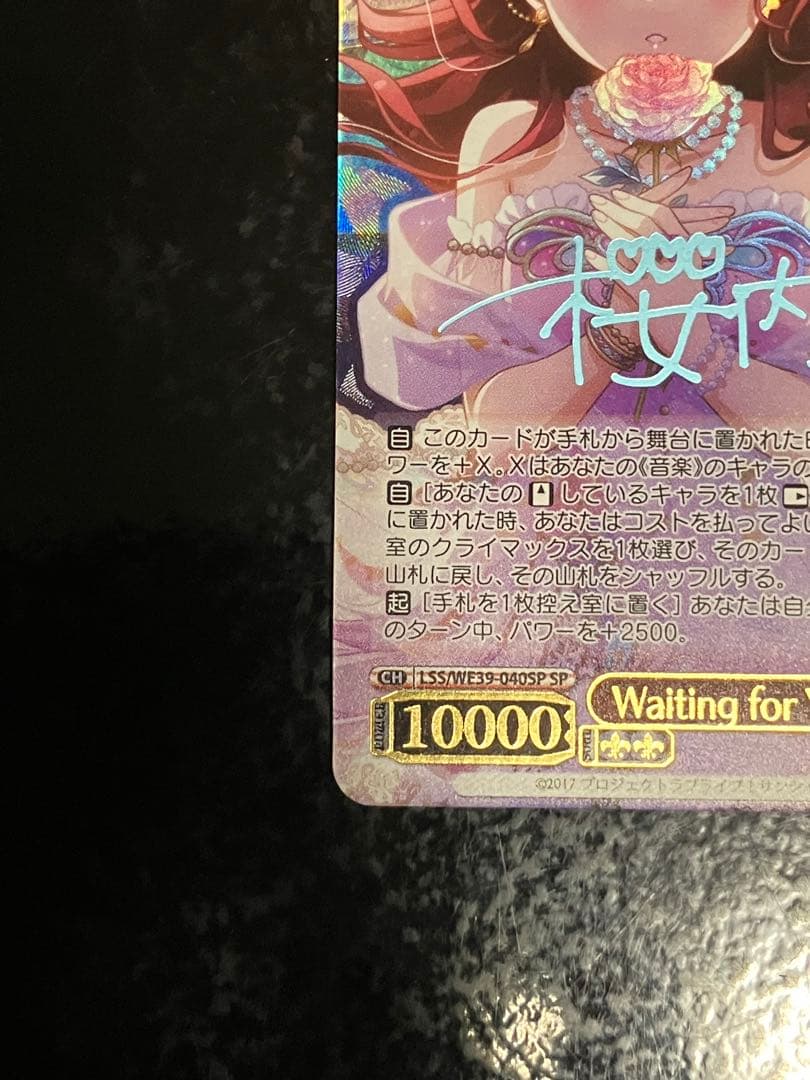 桜内
自 このカードが手札から舞台に置かれた
ワーを＋X。Xはあなたの《音楽》のキャラの
自 ［あなたの しているキャラを1枚
に置かれた時、あなたはコストを払ってよ
室のクライマックスを1枚選び、そのカー
山札に戻し、その山札をシャッフルする。
起 ［手札を1枚控え室に置く］ あなたは自
のターン中、パワーを＋2500。
CH LSS/WE39-040SP SP
POWER 10000 Waiting for
©2017 プロジェクトラブライブ！サンシ